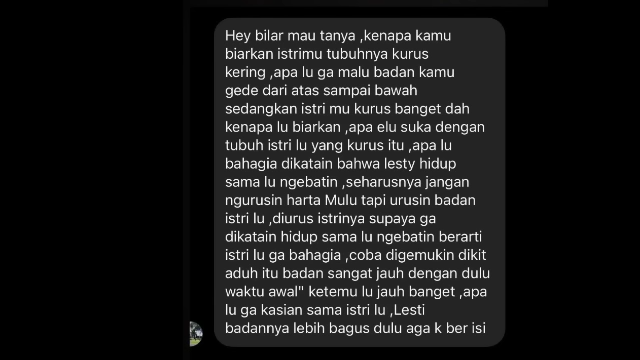 Hey bilar mau tanya ,kenapa kamu
biarkan istrimu tubuhnya kurus
kering ,apa lu ga malu badan kamu
gede dari atas sampai bawah
sedangkan istri mu kurus banget dah
kenapa lu biarkan ,apa elu suka dengan
tubuh istri lu yang kurus itu ,apa lu
bahagia dikatain bahwa lesty hidup
sama lu ngebatin ,seharusnya jangan
ngurusin harta Mulu tapi urusin badan
istri lu ,diurus istrinya supaya ga
dikatain hidup sama lu ngebatin berarti
istri lu ga bahagia ,coba digemukin dikit
aduh itu badan sangat jauh dengan dulu
waktu awal" ketemu lu jauh banget ,apa
lu ga kasian sama istri lu ,Lesti
badannya lebih bagus dulu aga k ber isi